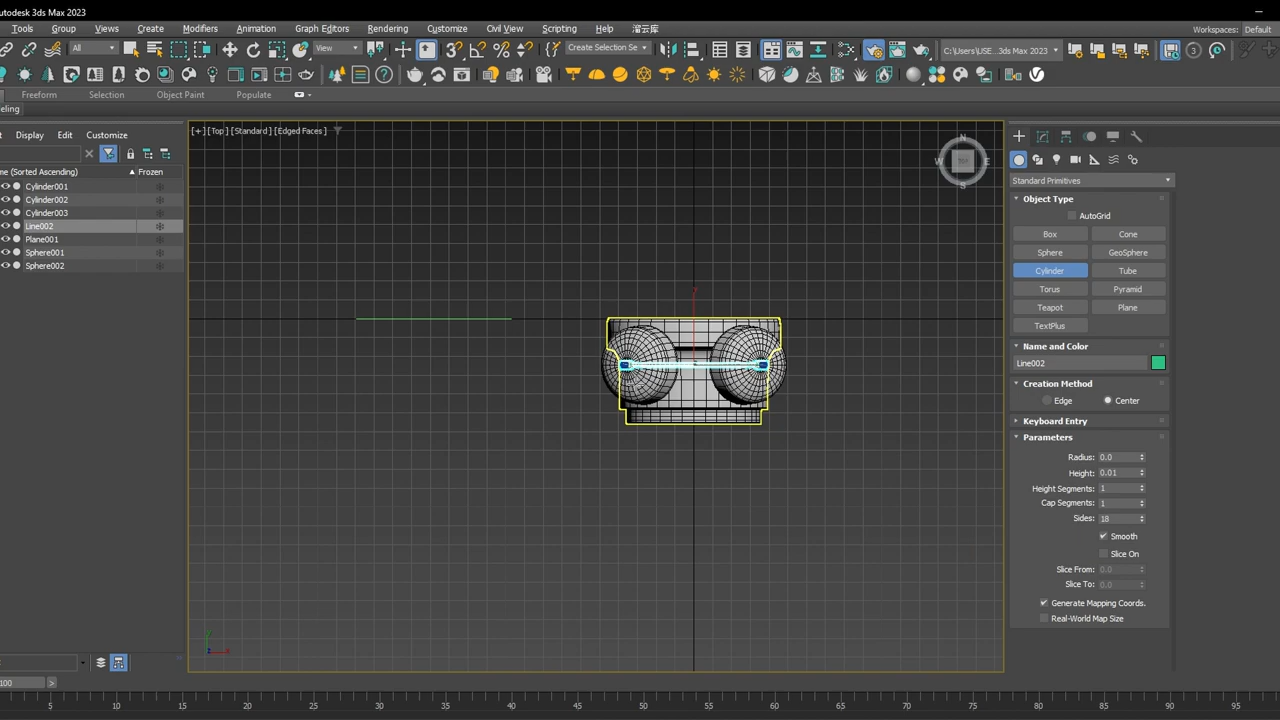 Autodesk 3ds Max 2023
Tools Group Views Create Modifiers Animation Graph Editors Rendering Customize Civil View Scripting Help 溜云库 Workspaces: Default
All View Create Selection Se C:\Users\USE...3ds Max 2023
Freeform Selection Object Paint Populate
eling
Display Edit Customize
me (Sorted Ascending) ▲ Frozen
Cylinder001
Cylinder002
Cylinder003
Line002
Plane001
Sphere001
Sphere002
[+] [Top] [Standard] [Edged Faces]
N
W E
S
TOP
Standard Primitives
Object Type
AutoGrid
Box Cone
Sphere GeoSphere
Cylinder Tube
Torus Pyramid
Teapot Plane
TextPlus
Name and Color
Line002
Creation Method
Edge Center
Keyboard Entry
Parameters
Radius: 0.0
Height: 0.01
Height Segments: 1
Cap Segments: 1
Sides: 18
Smooth
Slice On
Slice From: 0.0
Slice To: 0.0
Generate Mapping Coords.
Real-World Map Size
100 >
5 10 15 20 25 30 35 40 45 50 55 60 65 70 75 80 85 90 95